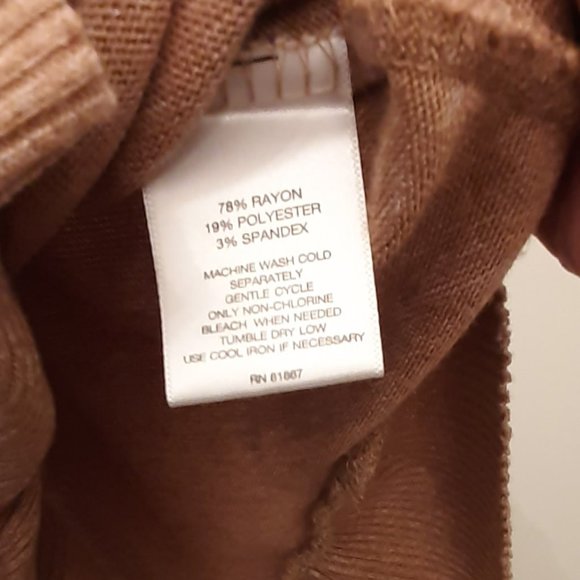 78% RAYON
19% POLYESTER
3% SPANDEX
MACHINE WASH COLD
SEPARATELY
GENTLE CYCLE
ONLY NON-CHLORINE
BLEACH WHEN NEEDED
TUMBLE DRY LOW
USE COOL IRON IF NECESSARY
RN 81867